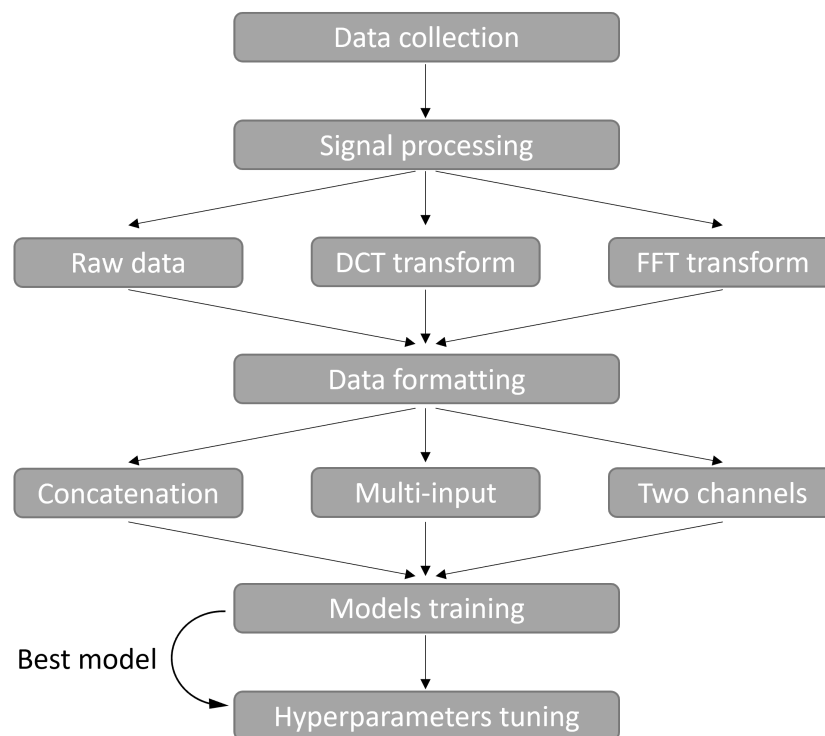 Data collection
Signal processing
Raw data
DCT transform
FFT transform
Data formatting
Concatenation
Multi-input
Two channels
Models training
Best model
Hyperparameters tuning